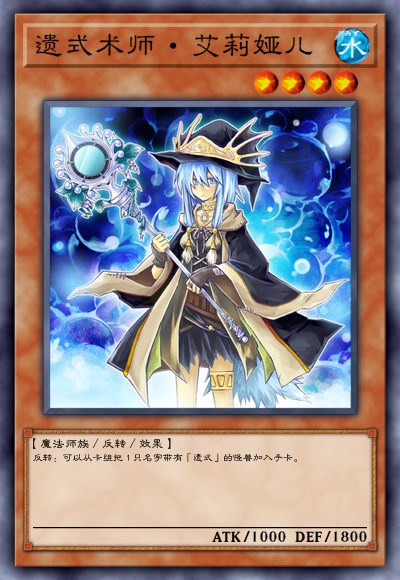 遗式术师·艾莉娅儿
水
【魔法师族/反转/效果】
反转：可以从卡组把1只名字带有「遗式」的怪兽加入手卡。
ATK/1000 DEF/1800